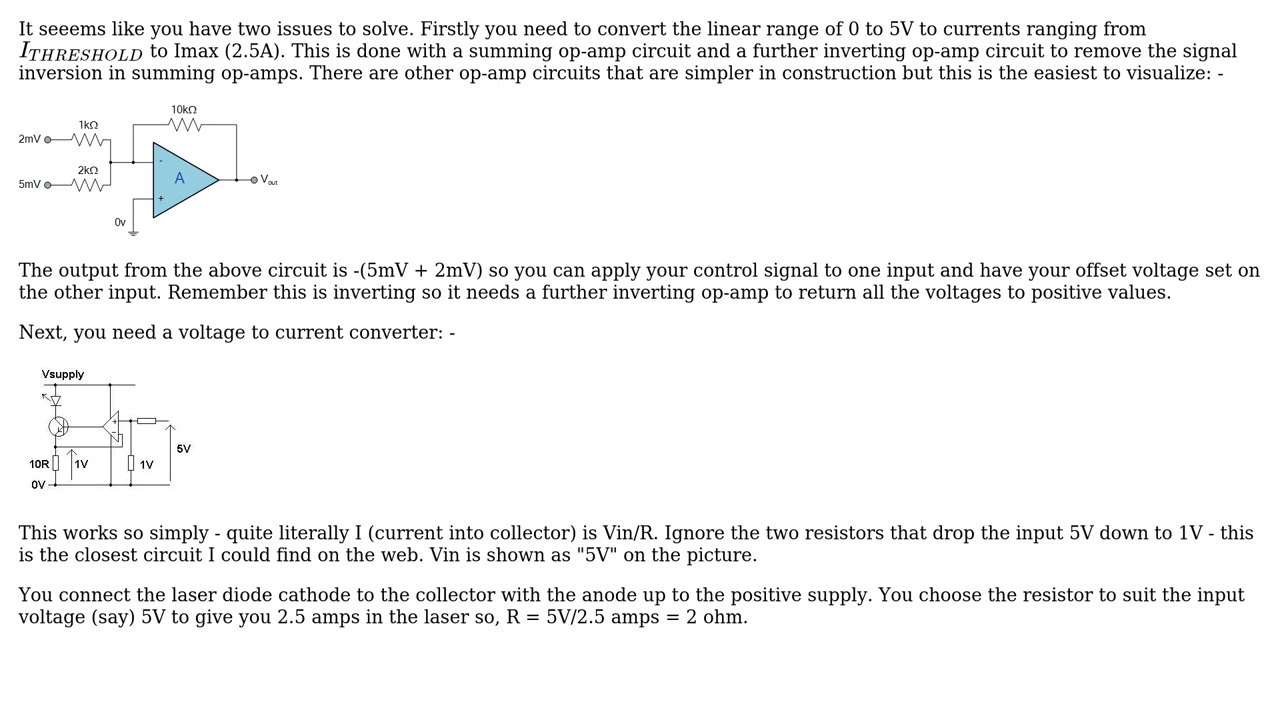 It seeems like you have two issues to solve. Firstly you need to convert the linear range of 0 to 5V to currents ranging from
I_THRESHOLD to Imax (2.5A). This is done with a summing op-amp circuit and a further inverting op-amp circuit to remove the signal
inversion in summing op-amps. There are other op-amp circuits that are simpler in construction but this is the easiest to visualize: -
10kΩ
1kΩ
2mV
2kΩ
5mV
-
A
+
Vout
0v
The output from the above circuit is -(5mV + 2mV) so you can apply your control signal to one input and have your offset voltage set on
the other input. Remember this is inverting so it needs a further inverting op-amp to return all the voltages to positive values.
Next, you need a voltage to current converter: -
Vsupply
+
-
5V
10R
1V
1V
0V
This works so simply - quite literally I (current into collector) is Vin/R. Ignore the two resistors that drop the input 5V down to 1V - this
is the closest circuit I could find on the web. Vin is shown as "5V" on the picture.
You connect the laser diode cathode to the collector with the anode up to the positive supply. You choose the resistor to suit the input
voltage (say) 5V to give you 2.5 amps in the laser so, R = 5V/2.5 amps = 2 ohm.